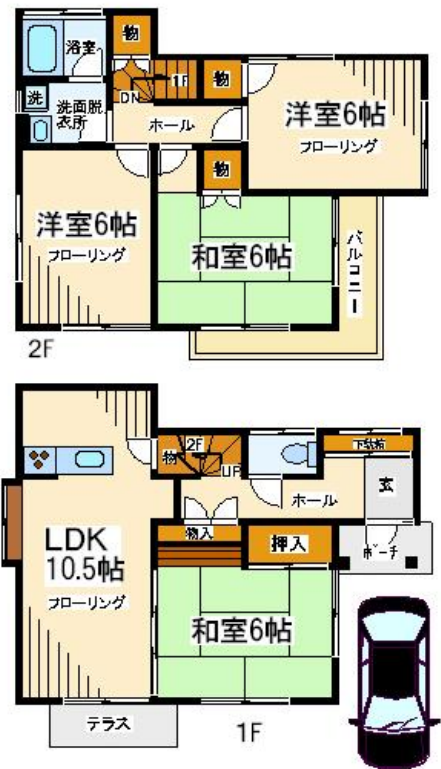 浴室
物
洗
洗面脱
衣所
DN
1F
物
ホール
洋室6帖
フローリング
物
洋室6帖
フローリング
和室6帖
バルコニー
2F
物
2F
UP
下駄箱
玄
ホール
LDK
10.5帖
フローリング
物入
押入
ポーチ
和室6帖
テラス
1F